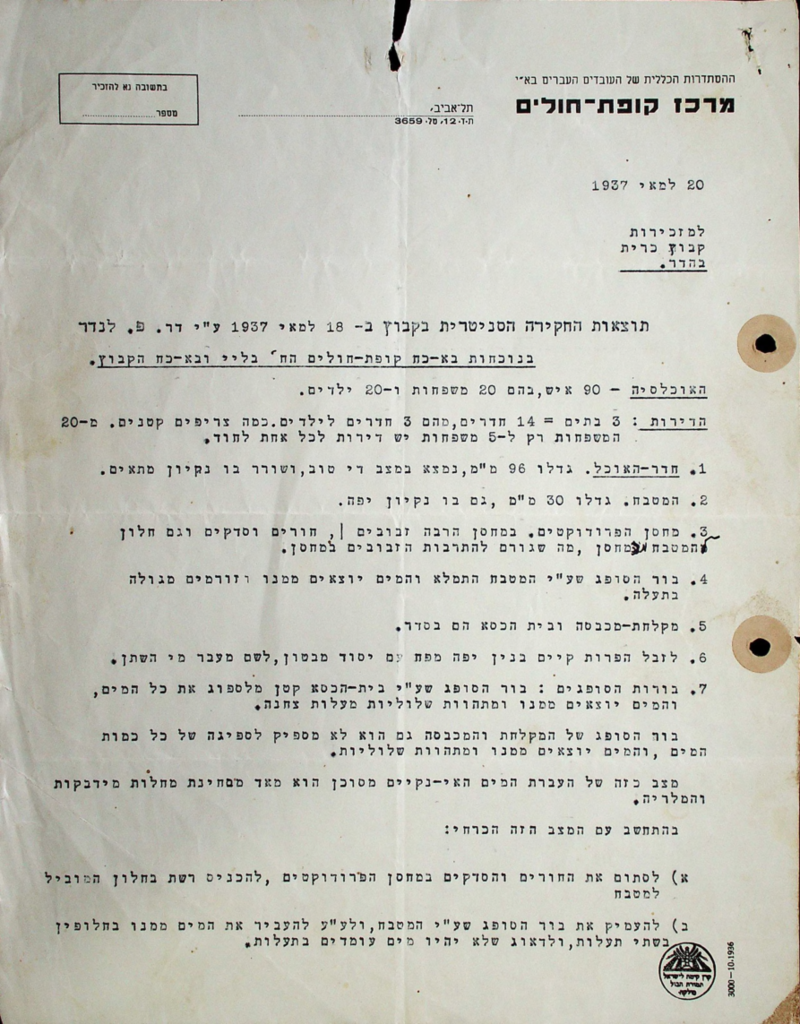 ההסתדרות הכללית של העובדים העברים בא״י
מרכז קופת־חולים
תל־אביב,
ת.ד. 12, טל. 3659
בתשובה נא להזכיר
מספר
20 למאי 1937
למזכירות
קבוץ כרית
בהדר.
תוצאות החקירה הסניטרית בקבוץ ב- 18 למאי 1937 ע"י דר. פ. לנדר
בנוכחות בא-כח קופת-חולים הח' בליי ובא-כח הקבוץ.
האוכלסיה - 90 איש,בהם 20 משפחות ו-20 ילדים.
הדירות : 3 בתים = 14 חדרים,מהם 3 חדרים לילדים.כמה צריפים קטנים. מ-20
המשפחות רק ל-5 משפחות יש דירות לכל אחת לחוד.
1. חדר-האוכל. גדלו 96 מ"מ,נמצא במצב די טוב,ושורר בו נקיון מתאים.
2. המטבח. גדלו 30 מ"מ ,גם בו נקיון יפה.
3. מחסן הפרודוקטים. במחסן הרבה זבובים , חורים וסדקים וגם חלון
המטבח מחסן ,מה שגורם להתרבות הזבובים במחסן.
4. בור הסופג שע"י המטבח התמלא והמים יוצאים ממנו וזורמים מגולה
בתעלה.
5. מקלחת-מכבסה ובית הכסא הם בסדר.
6. לזבל הפרות קיים בנין יפה מפח עם יסוד מבטון,לשם מעבר מי השתן.
7. בורות הסופגים : בור הסופג שע"י בית-הכסא קטן מלספוג את כל המים,
והמים יוצאים ממנו ומתהוות שלוליות מעלות צחנה.
בור הסופג של המקלחת והמכבסה גם הוא לא מספיק לספיגה של כל כמות
המים ,והמים יוצאים ממנו ומתהוות שלוליות.
מצב כזה של העברת המים האי-נקיים מסוכן הוא מאד מבחינת מחלות מידבקות
והמלריה.
בהתחשב עם המצב הזה הכרחי:
א) לסתום את החורים והסדקים במחסן הפרודוקטים ,להכניס רשת בחלון המוביל
למטבח
ב) להעמיק את בור הסופג שע"י המטבח,ולע"ע להעביר את המים ממנו בחלופין
בשתי תעלות,ולדאוג שלא יהיו מים עומדים בתעלות.
קרן קימת לישראל
תמורת תבול
3000—10.1936